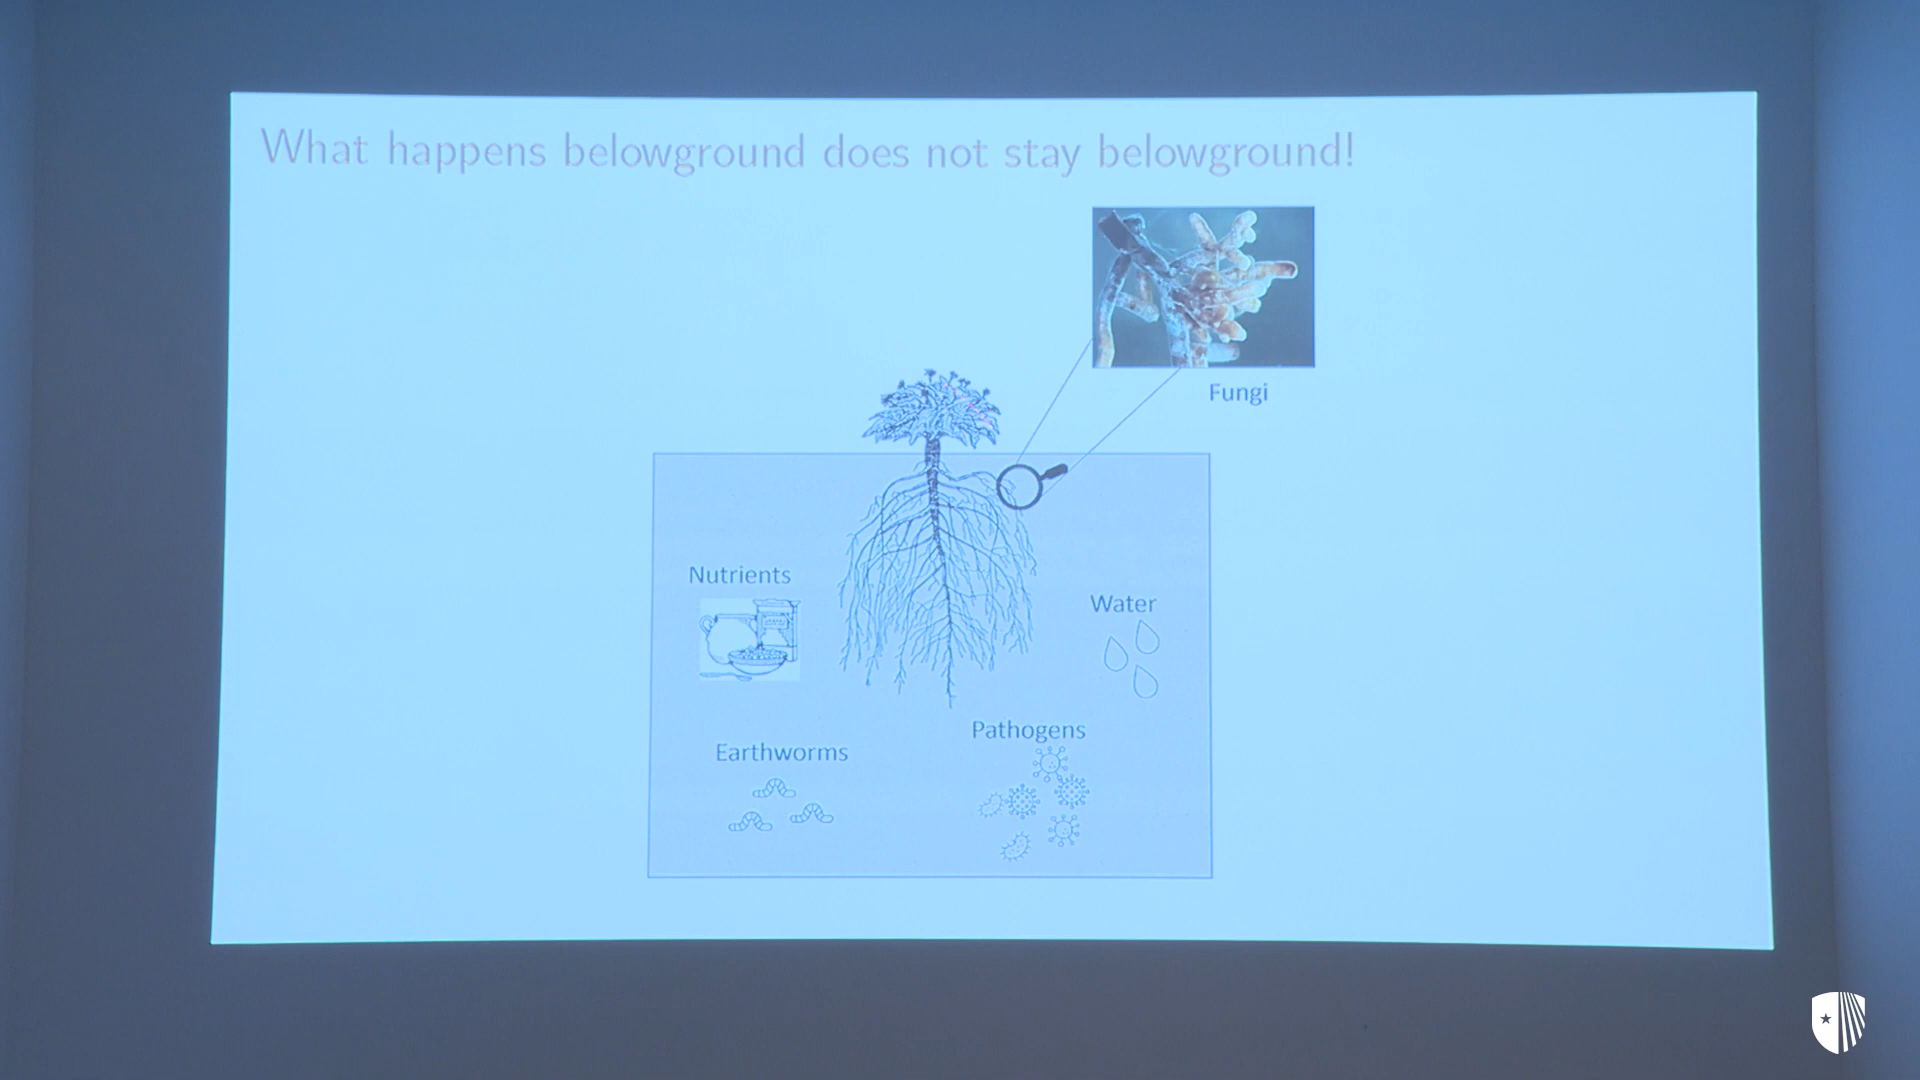 What happens belowground does not stay belowground!
Fungi
Nutrients
Water
Pathogens
Earthworms